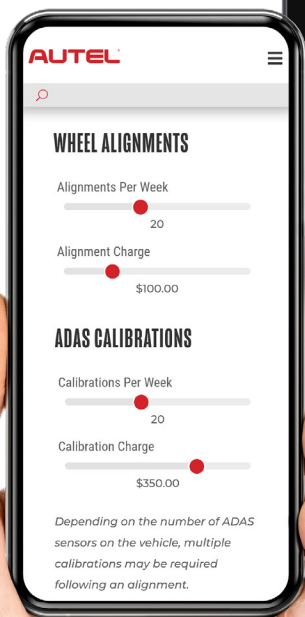 AUTEL
WHEEL ALIGNMENTS
Alignments Per Week
20
Alignment Charge
$100.00
ADAS CALIBRATIONS
Calibrations Per Week
20
Calibration Charge
$350.00
Depending on the number of ADAS
sensors on the vehicle, multiple
calibrations may be required
following an alignment.